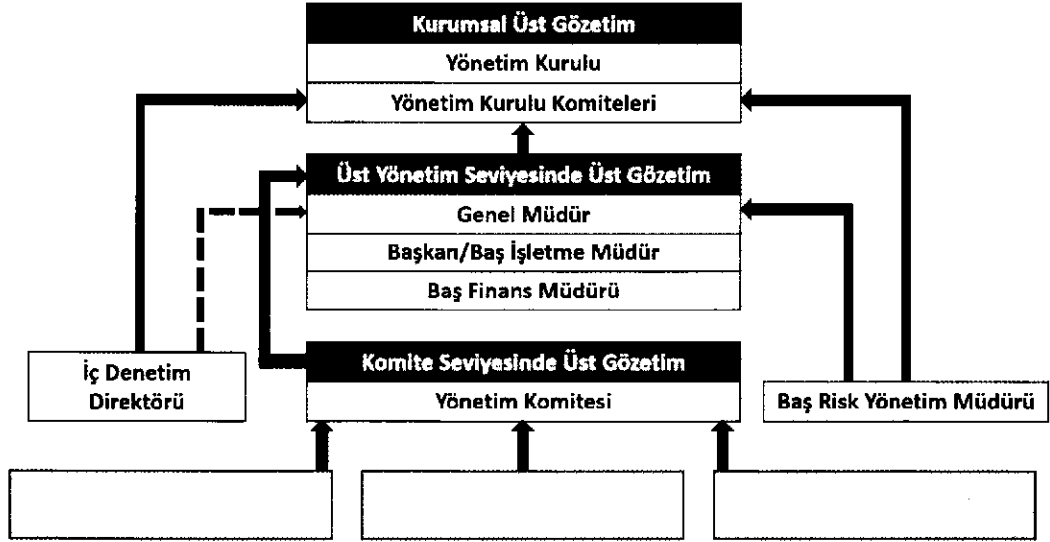 Kurumsal Üst Gözetim
Yönetim Kurulu
Yönetim Kurulu Komiteleri
Üst Yönetim Seviyesinde Üst Gözetim
Genel Müdür
Başkan/Baş İşletme Müdür
Baş Finans Müdürü
Komite Seviyesinde Üst Gözetim
Yönetim Komitesi
İç Denetim
Direktörü
Baş Risk Yönetim Müdürü